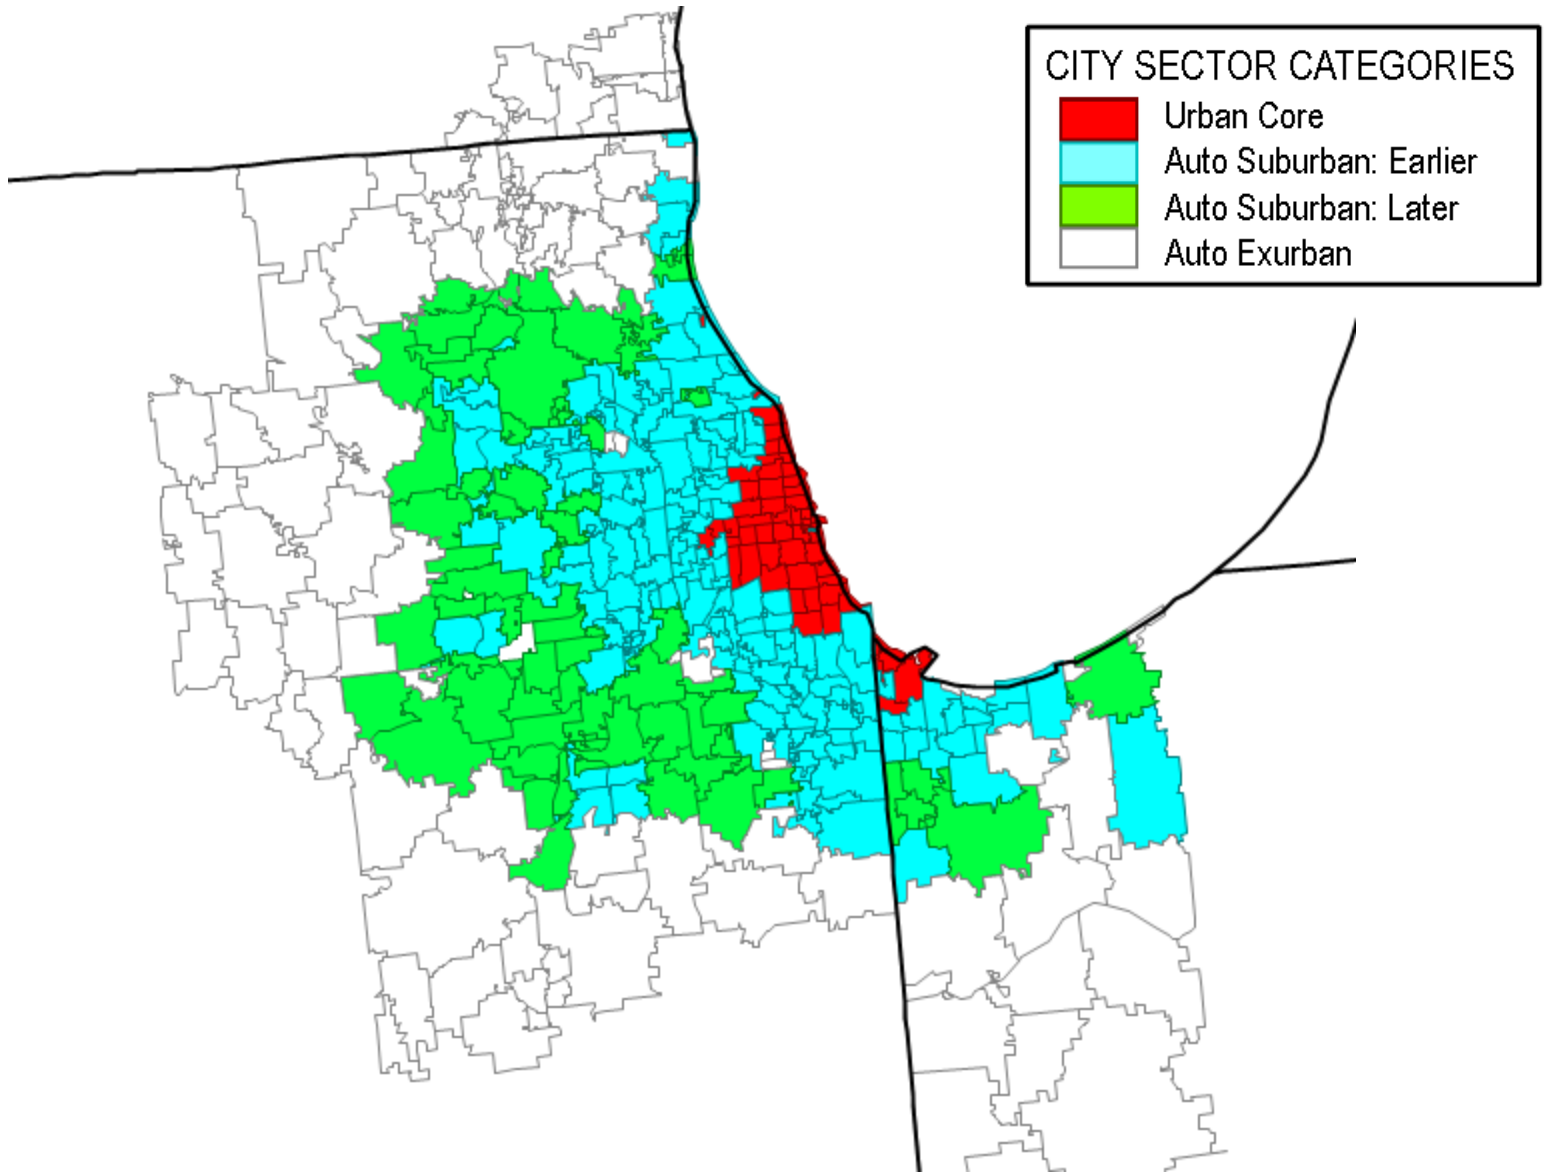 CITY SECTOR CATEGORIES
Urban Core
Auto Suburban: Earlier
Auto Suburban: Later
Auto Exurban